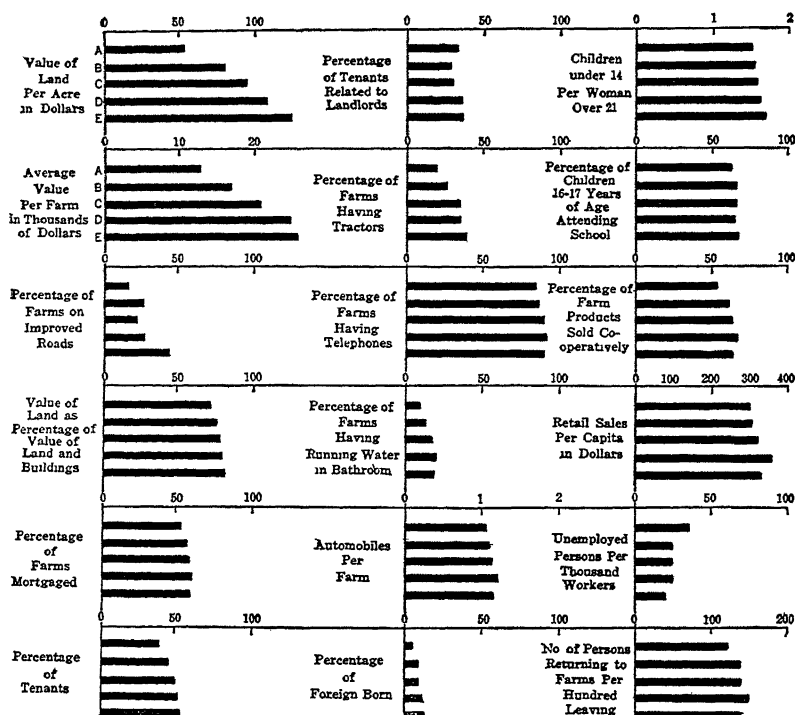 0 50 100
A
B
C
D
E
Value of
Land
Per Acre
in Dollars
0 50 100
Percentage
of Tenants
Related to
Landlords
0 1 2
Children
under 14
Per Woman
Over 21
0 10 20
A
B
C
D
E
Average
Value
Per Farm
in Thousands
of Dollars
0 50 100
Percentage of
Farms
Having
Tractors
0 50 100
Percentage of
Children
16-17 Years
of Age
Attending
School
0 50 100
Percentage of
Farms on
Improved
Roads
0 50 100
Percentage of
Farms
Having
Telephones
0 50 100
Percentage of
Farm
Products
Sold Co-
operatively
0 50 100
Value of
Land as
Percentage of
Value of
Land and
Buildings
0 50 100
Percentage of
Farms
Having
Running Water
in Bathroom
0 100 200 300 400
Retail Sales
Per Capita
in Dollars
0 50 100
Percentage
of
Farms
Mortgaged
0 1 2
Automobiles
Per
Farm
0 50 100
Unemployed
Persons Per
Thousand
Workers
0 50 100
Percentage
of
Tenants
0 50 100
Percentage
of
Foreign Born
0 100 200
No of Persons
Returning to
Farms Per
Hundred
Leaving